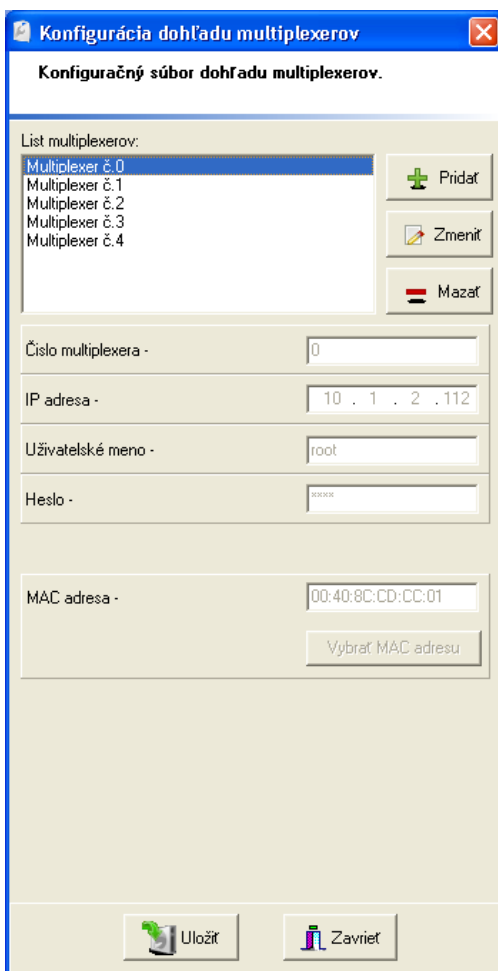 Konfigurácia dohľadu multiplexerov
Konfiguračný súbor dohľadu multiplexerov.
List multiplexerov:
Multiplexer č.0
Multiplexer č.1
Multiplexer č.2
Multiplexer č.3
Multiplexer č.4
Pridať
Zmeniť
Mazať
Čislo multiplexera -
0
IP adresa -
10 . 1 . 2 . 112
Uživatelské meno -
root
Heslo -
****
MAC adresa -
00:40:8C:CD:CC:01
Vybrať MAC adresu
Uložiť
Zavrieť